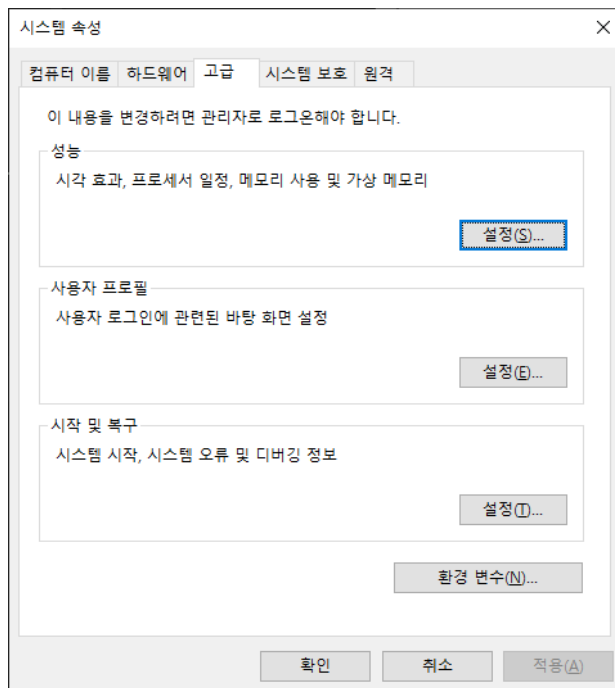 시스템 속성
컴퓨터 이름 하드웨어 고급 시스템 보호 원격
이 내용을 변경하려면 관리자로 로그온해야 합니다.
성능
시각 효과, 프로세서 일정, 메모리 사용 및 가상 메모리
설정(S)...
사용자 프로필
사용자 로그인에 관련된 바탕 화면 설정
설정(E)...
시작 및 복구
시스템 시작, 시스템 오류 및 디버깅 정보
설정(T)...
환경 변수(N)...
확인 취소 적용(A)